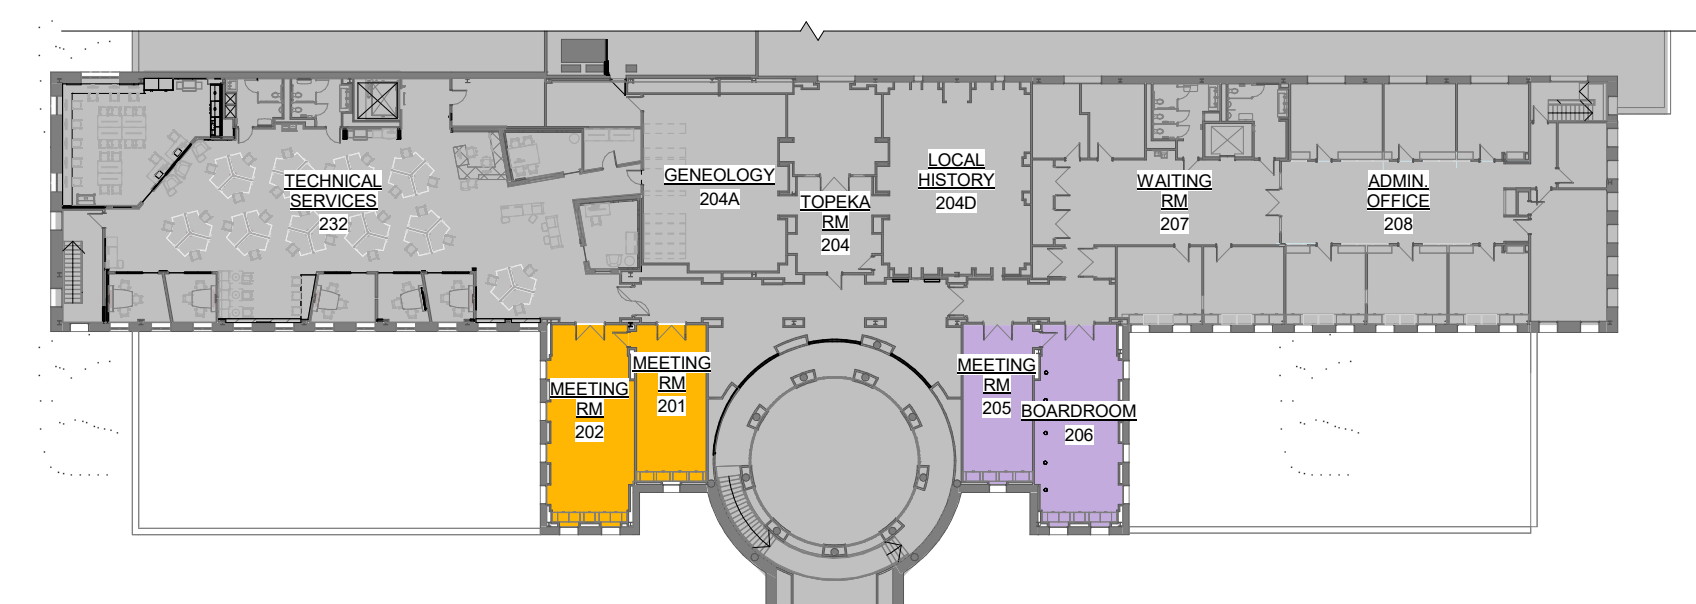 TECHNICAL
SERVICES
232
GENEOLOGY
204A
TOPEKA
RM
204
LOCAL
HISTORY
204D
WAITING
RM
207
ADMIN.
OFFICE
208
MEETING
RM
202
MEETING
RM
201
MEETING
RM
205
BOARDROOM
206